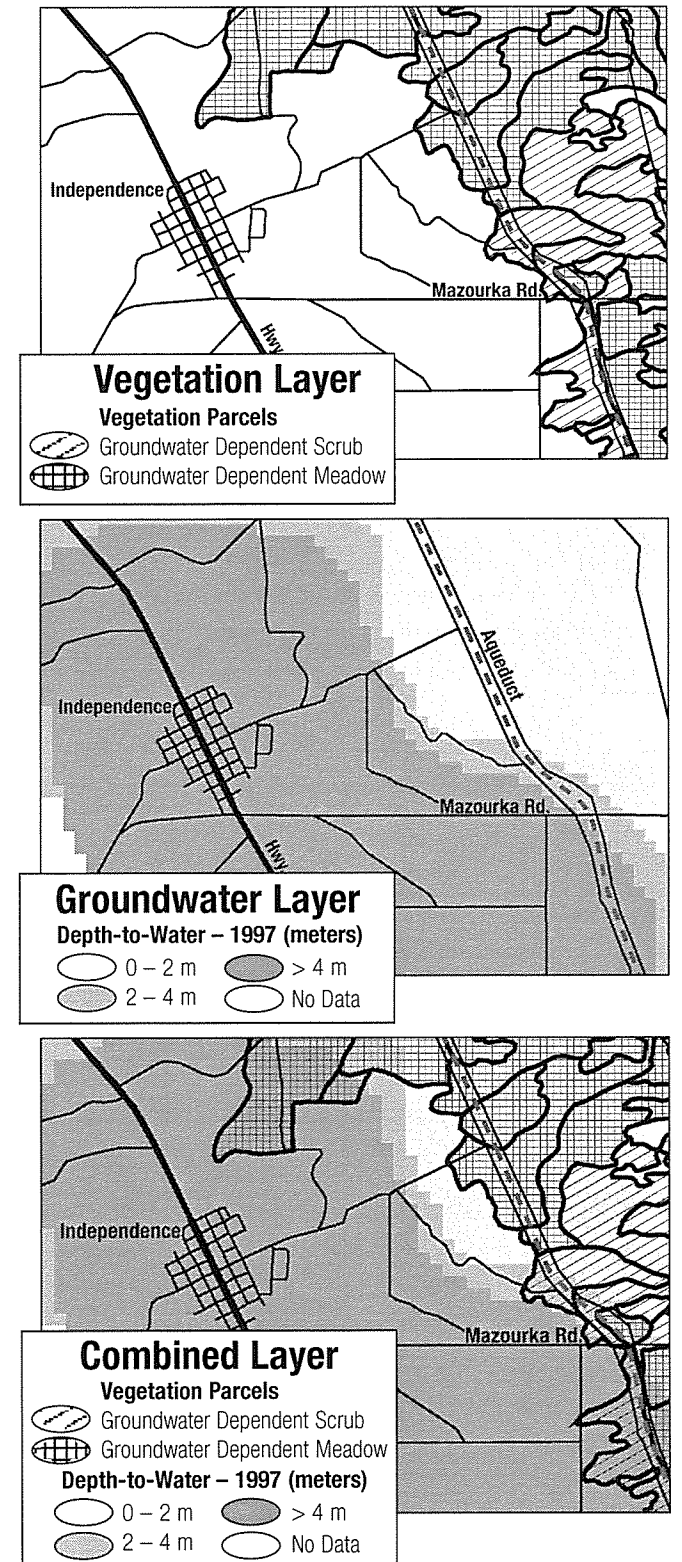 Independence
Mazourka Rd.
Hwy.
Vegetation Layer
Vegetation Parcels
Groundwater Dependent Scrub
Groundwater Dependent Meadow
Aqueduct
Independence
Mazourka Rd.
Hwy.
Groundwater Layer
Depth-to-Water – 1997 (meters)
0 – 2 m > 4 m
2 – 4 m No Data
Independence
Mazourka Rd.
Combined Layer
Vegetation Parcels
Groundwater Dependent Scrub
Groundwater Dependent Meadow
Depth-to-Water – 1997 (meters)
0 – 2 m > 4 m
2 – 4 m No Data